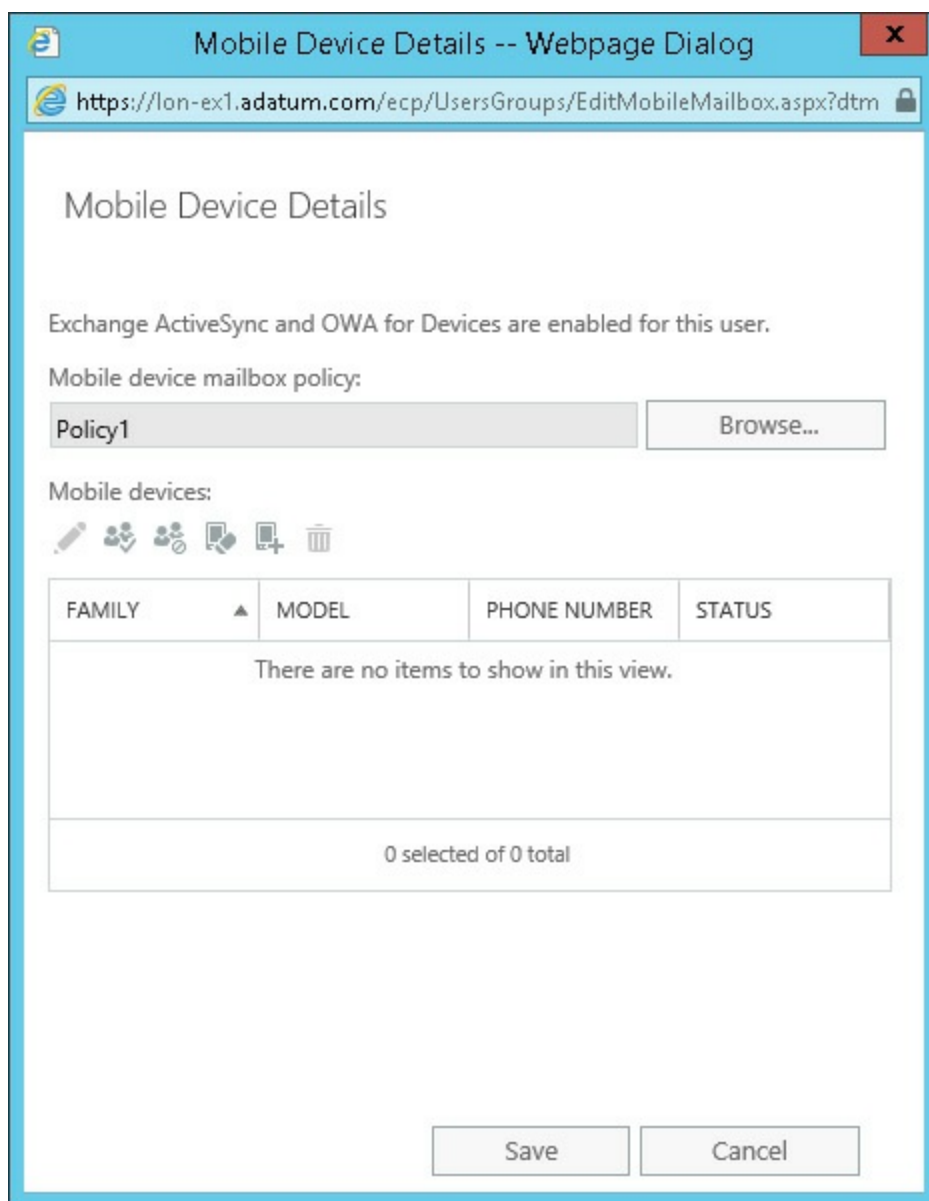 Mobile Device Details -- Webpage Dialog
x
https://lon-ex1.adatum.com/ecp/UsersGroups/EditMobileMailbox.aspx?dtm
Mobile Device Details
Exchange ActiveSync and OWA for Devices are enabled for this user.
Mobile device mailbox policy:
Policy1
Browse...
Mobile devices:
FAMILY MODEL PHONE NUMBER STATUS
There are no items to show in this view.
0 selected of 0 total
Save Cancel